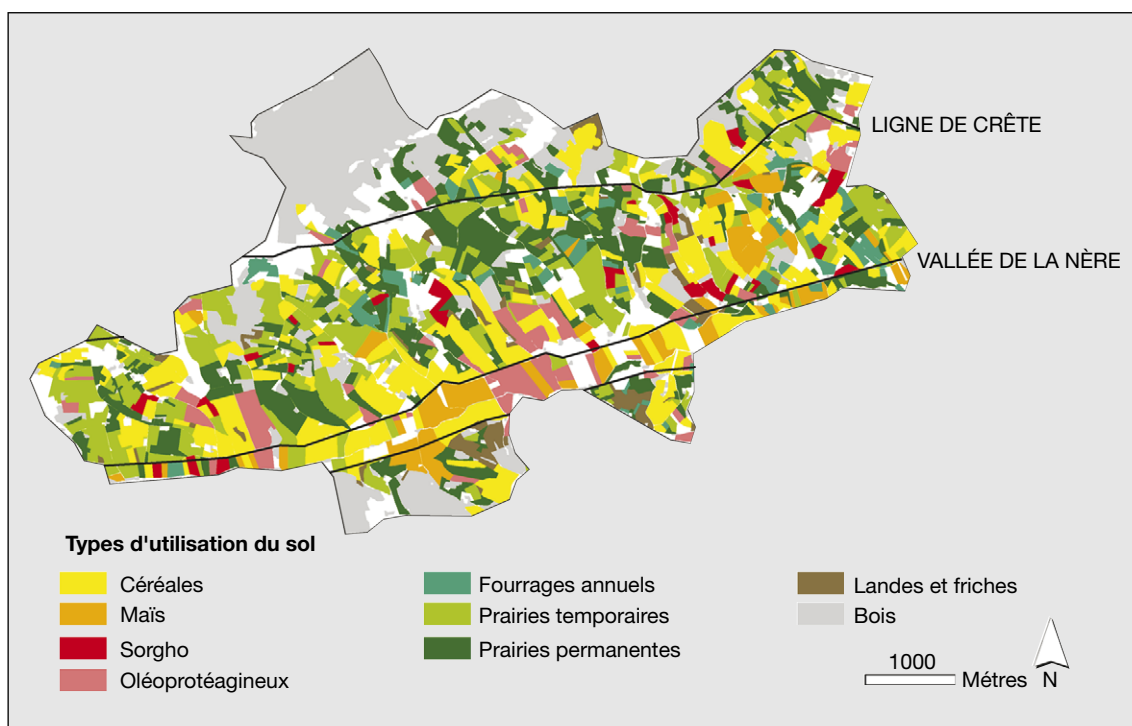 LIGNE DE CRÊTE
VALLÉE DE LA NÈRE
Types d'utilisation du sol
Céréales
Maïs
Sorgho
Oléoprotéagineux
Fourrages annuels
Prairies temporaires
Prairies permanentes
Landes et friches
Bois
1000
Métres
N